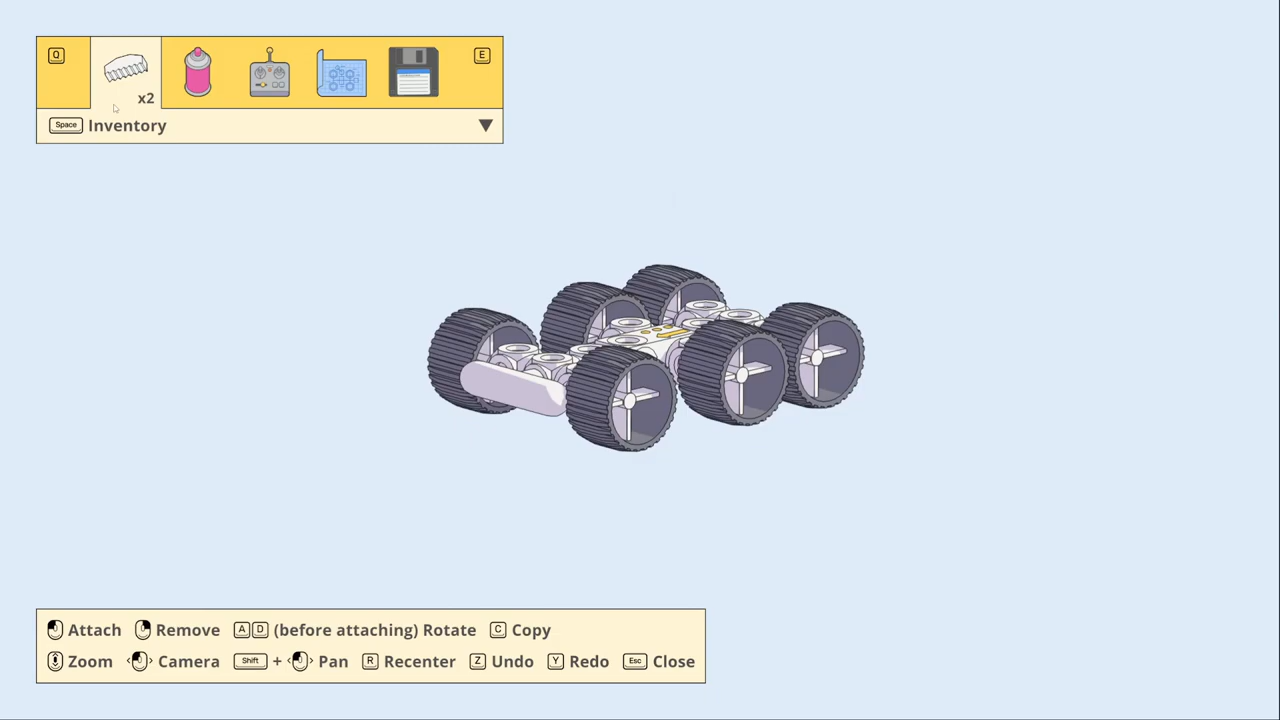 Q
E
x2
Space Inventory
Attach Remove A D (before attaching) Rotate C Copy
Zoom Camera Shift + Pan R Recenter Z Undo Y Redo Esc Close